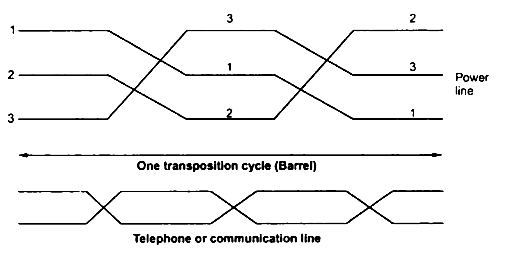 1 3 2
2 1 3 Power
line
3 2 1
One transposition cycle (Barrel)
Telephone or communication line